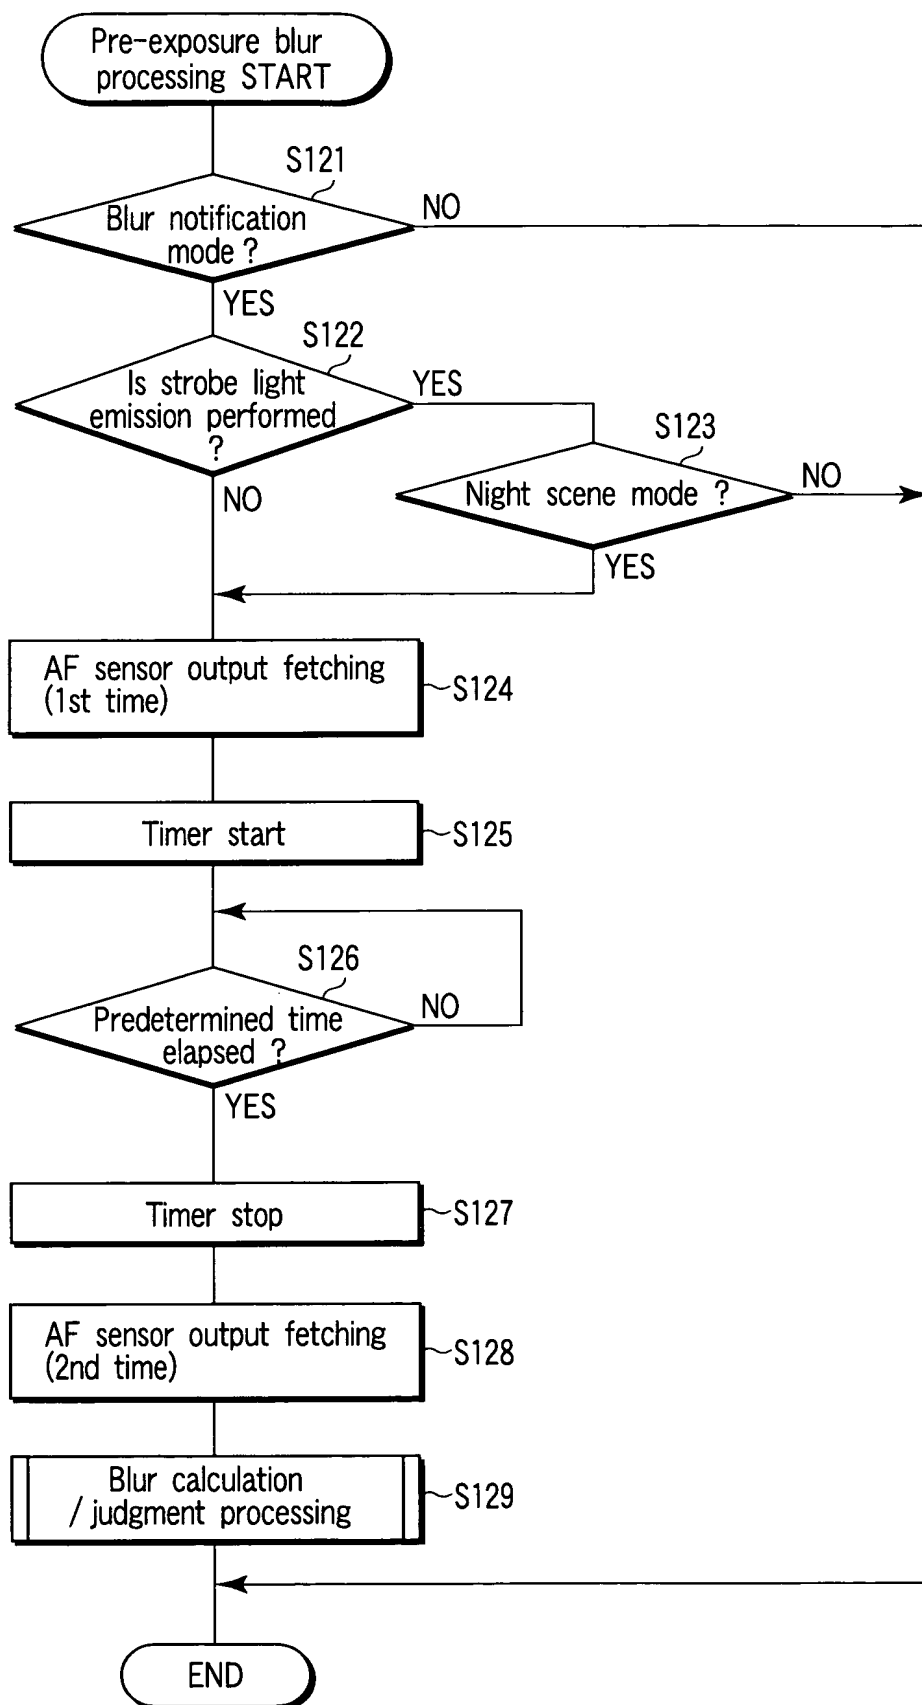 Pre-exposure blur
processing START
S121
Blur notification
mode ?
NO
YES
S122
Is strobe light
emission performed
?
YES
NO
S123
Night scene mode ?
NO
YES
AF sensor output fetching
(1st time)
S124
Timer start
S125
S126
Predetermined time
elapsed ?
NO
YES
Timer stop
S127
AF sensor output fetching
(2nd time)
S128
Blur calculation
/ judgment processing
S129
END